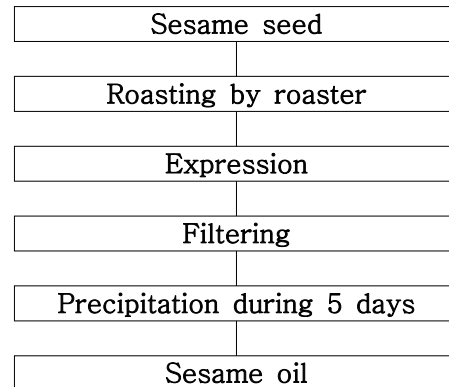 Sesame seed
Roasting by roaster
Expression
Filtering
Precipitation during 5 days
Sesame oil